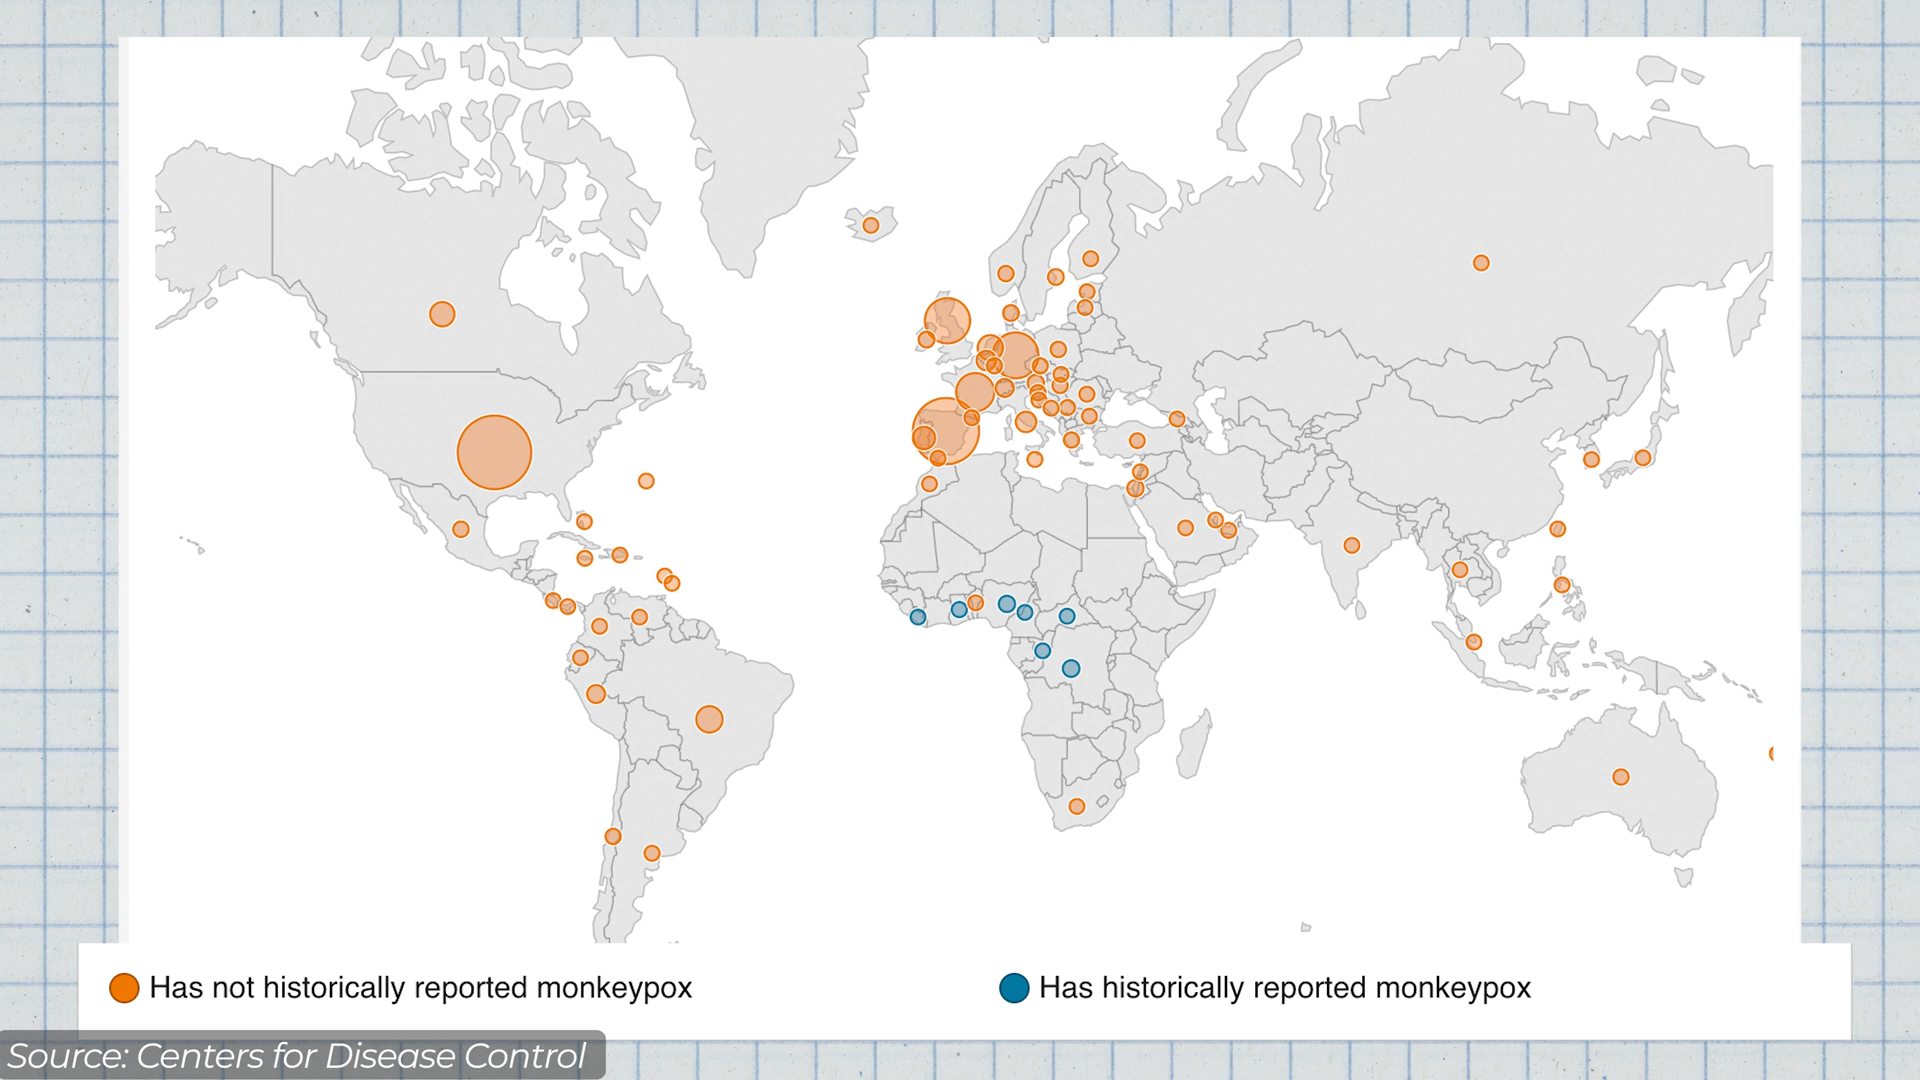 Has not historically reported monkeypox
Has historically reported monkeypox
Source: Centers for Disease Control